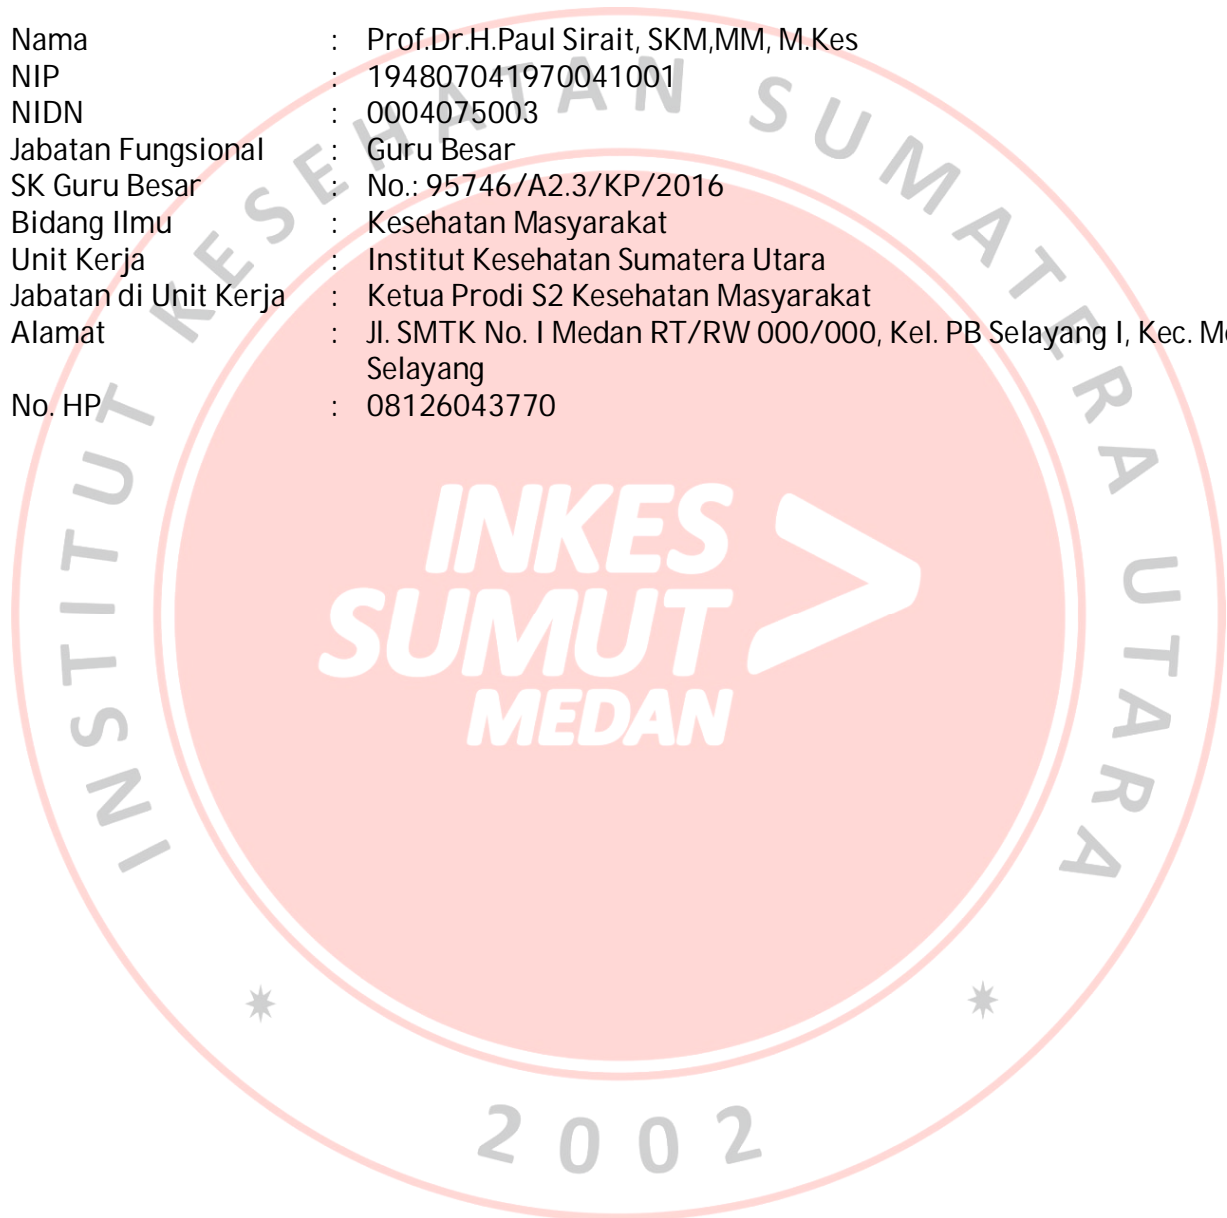 Nama : Prof.Dr.H.Paul Sirait, SKM,MM, M.Kes
NIP : 194807041970041001
NIDN : 0004075003
Jabatan Fungsional : Guru Besar
SK Guru Besar : No.: 95746/A2.3/KP/2016
Bidang Ilmu : Kesehatan Masyarakat
Unit Kerja : Institut Kesehatan Sumatera Utara
Jabatan di Unit Kerja : Ketua Prodi S2 Kesehatan Masyarakat
Alamat : Jl. SMTK No. I Medan RT/RW 000/000, Kel. PB Selayang I, Kec.
Selayang
No. HP : 08126043770
INSTITUT KESEHATAN SUMATERA UTARA
INKES
SUMUT
MEDAN
2002